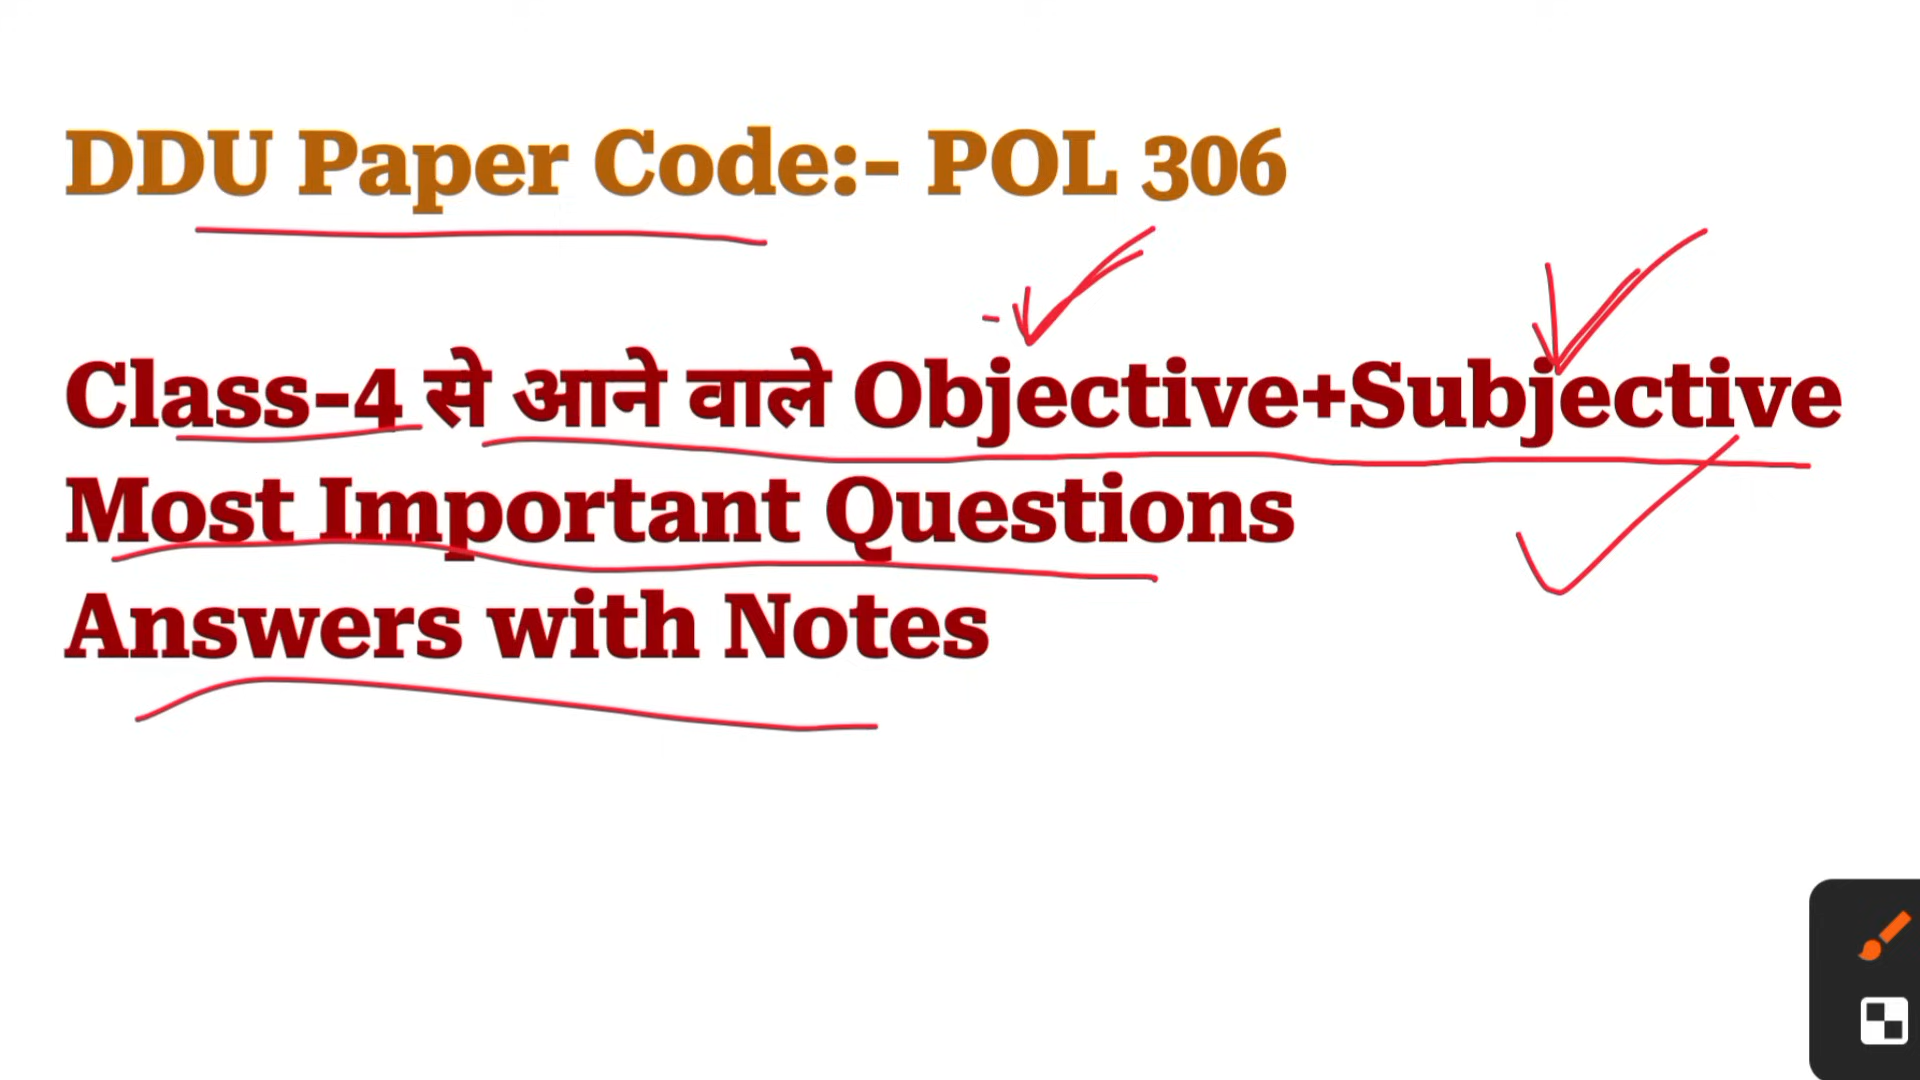 DDU Paper Code:- POL 306
Class-4 से आने वाले Objective+Subjective
Most Important Questions
Answers with Notes